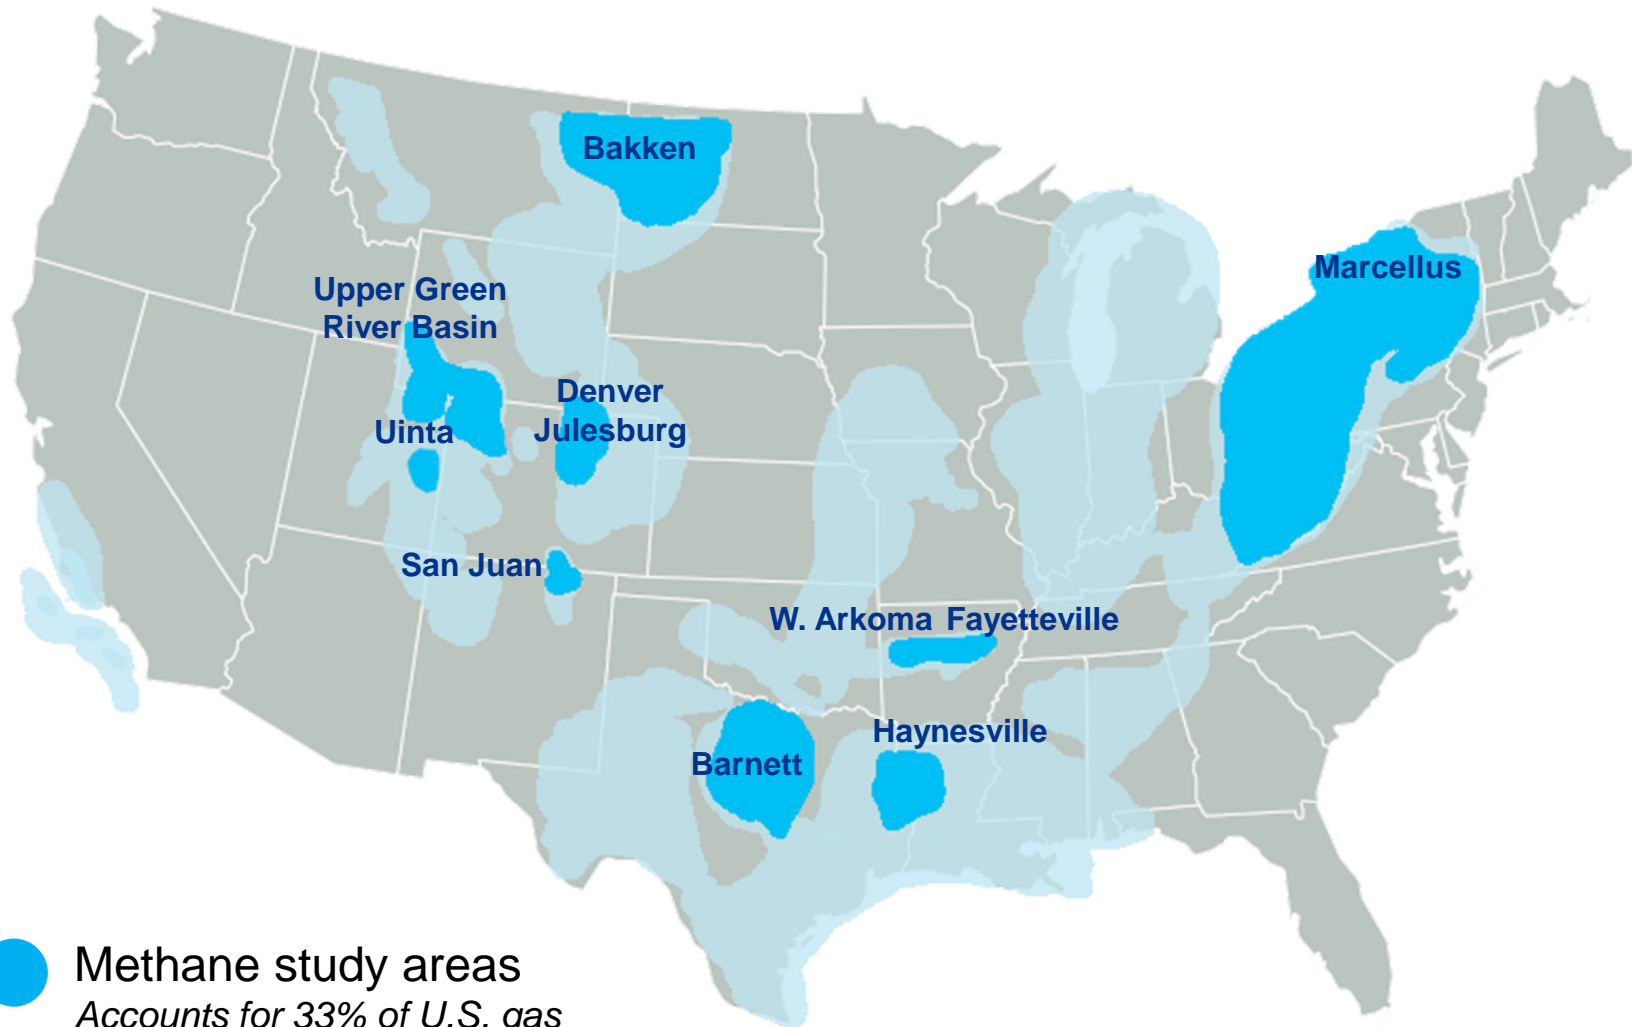 Bakken
Marcellus
Upper Green
River Basin
Denver
Julesburg
Uinta
San Juan
W. Arkoma Fayetteville
Haynesville
Barnett
Methane study areas
Accounts for 33% of U.S. gas